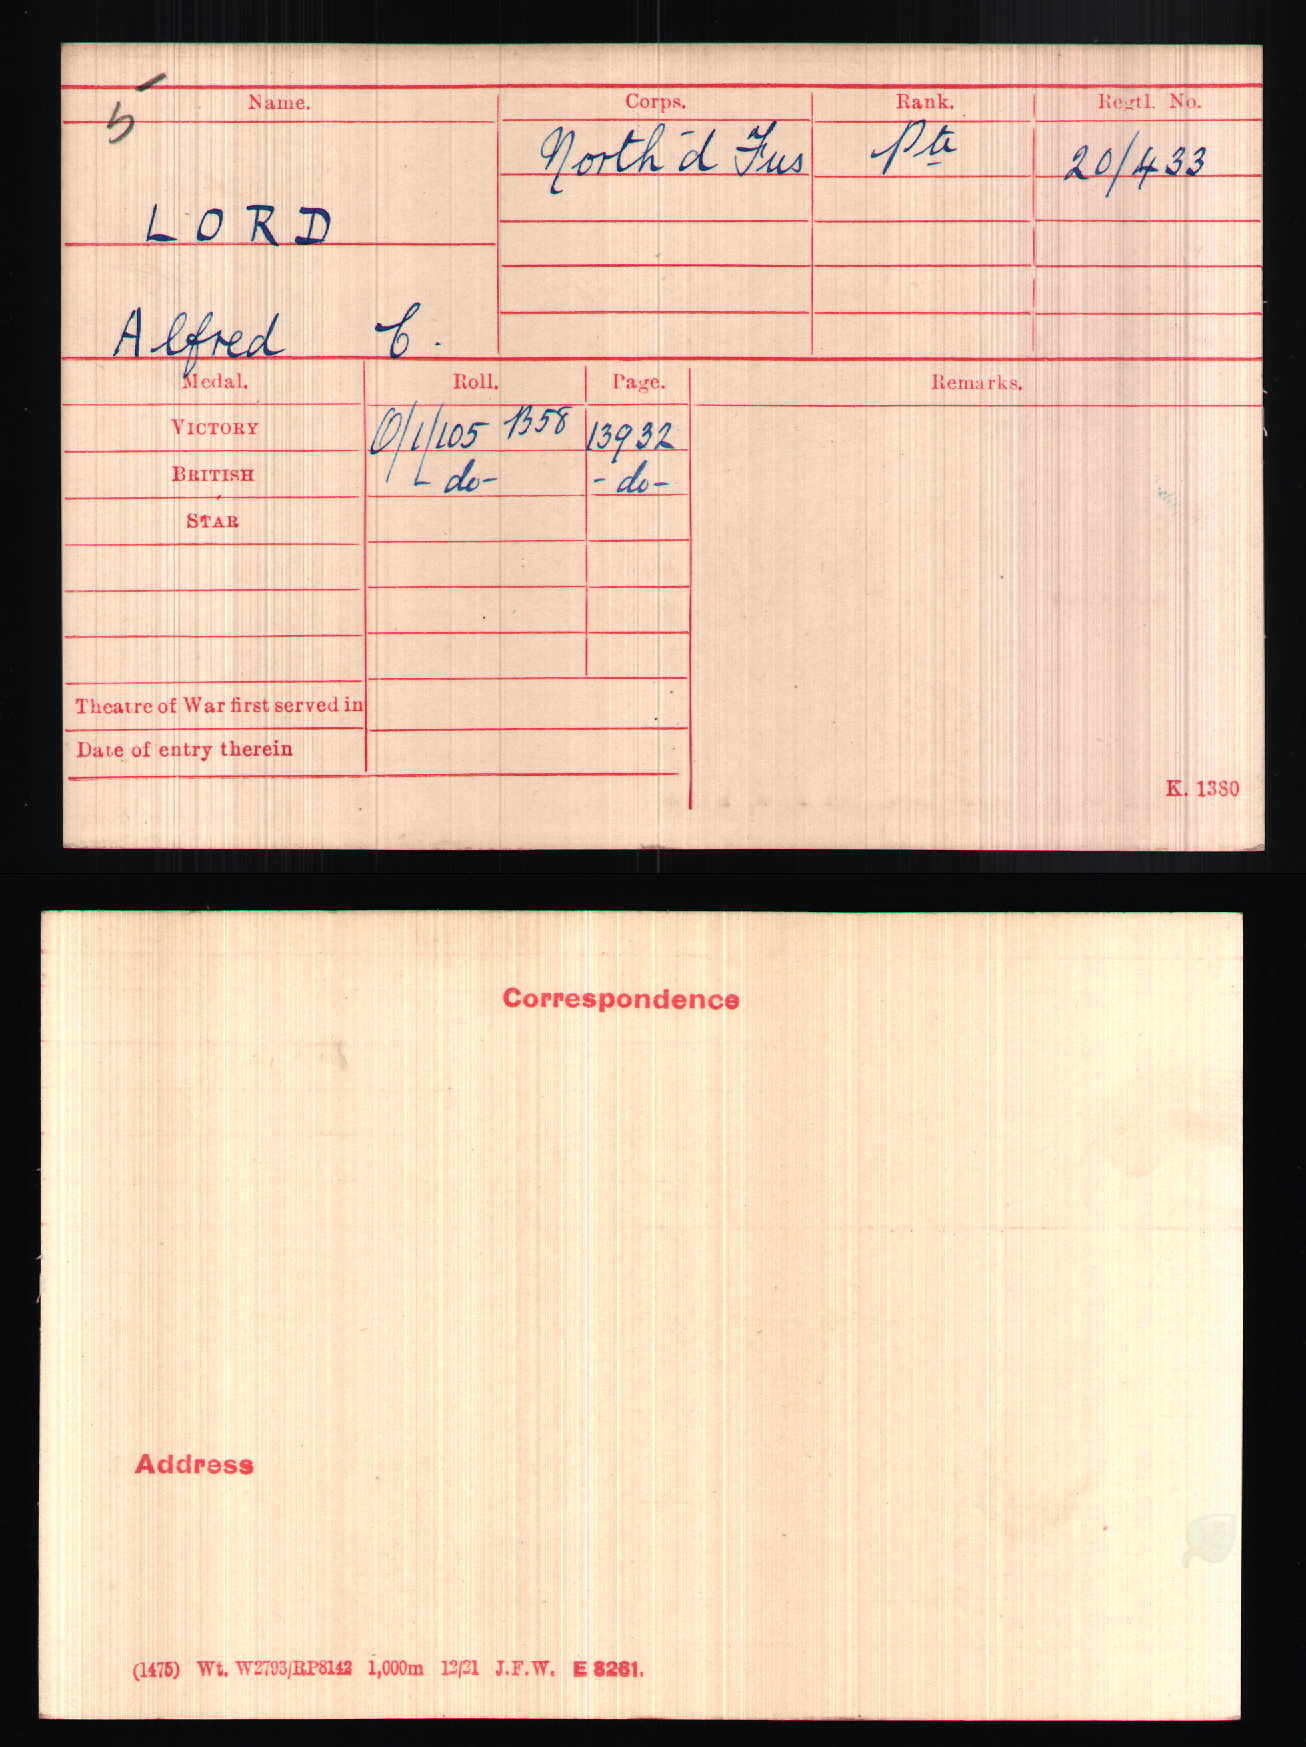 5
Name. Corps. Rank. Regtl. No.
North'd Fus Pte 20/433
LORD
Alfred C.
Medal. Roll. Page. Remarks.
VICTORY O/1/105 B58 13932
BRITISH - do - - do -
STAR
Theatre of War first served in
Date of entry therein
K. 1380
Correspondence
Address
(1475) Wt. W2793/RP8142 1,000m 12/21 J.F.W. E 8261.